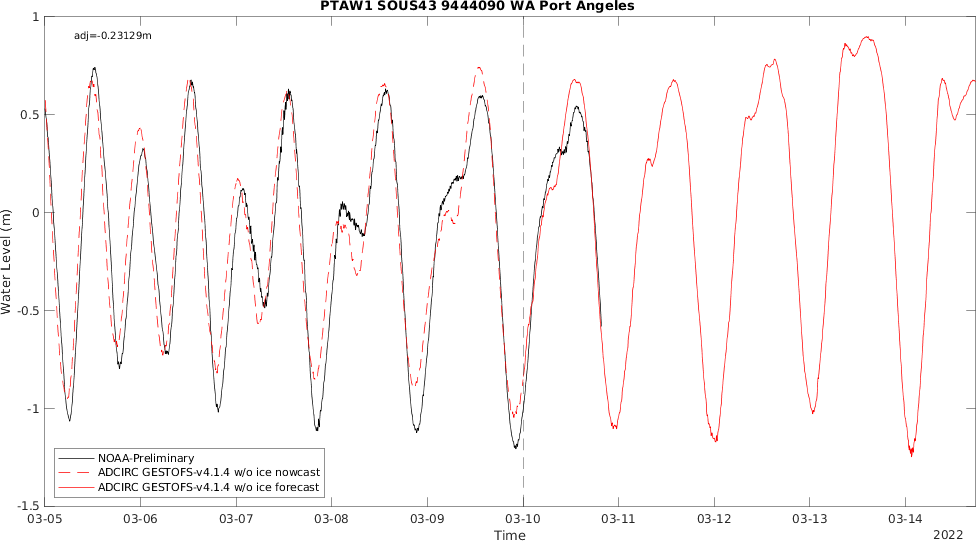 PTAW1 SOUS43 9444090 WA Port Angeles
adj=-0.23129m
1
0.5
0
-0.5
-1
-1.5
Water Level (m)
NOAA-Preliminary
ADCIRC GESTOFS-v4.1.4 w/o ice nowcast
ADCIRC GESTOFS-v4.1.4 w/o ice forecast
03-05 03-06 03-07 03-08 03-09 03-10 03-11 03-12 03-13 03-14
Time
2022